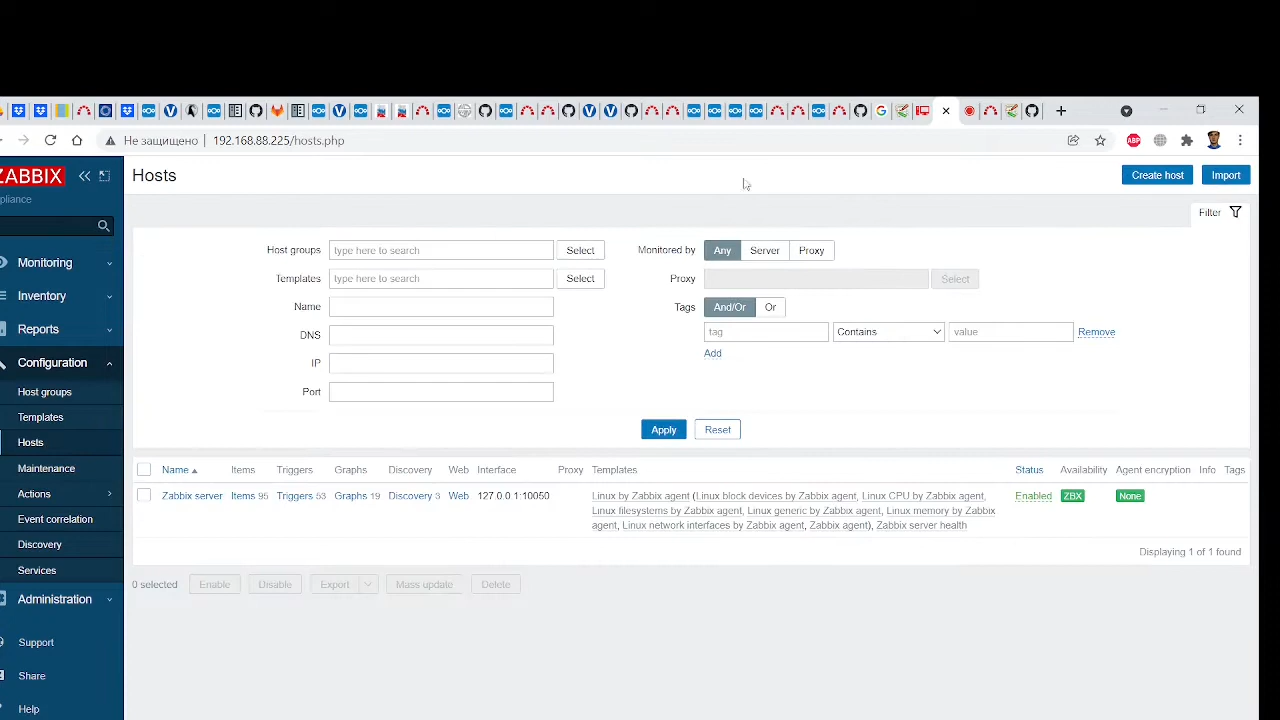 Не защищено 192.168.88.225/hosts.php
ABP
ZABBIX
pliance
Hosts
Create host Import
Filter
Monitoring
Inventory
Reports
Configuration
Host groups
Templates
Hosts
Maintenance
Actions
Event correlation
Discovery
Services
Administration
Support
Share
Help
Host groups type here to search Select
Templates type here to search Select
Name
DNS
IP
Port
Monitored by Any Server Proxy
Proxy Select
Tags And/Or Or
tag Contains value Remove
Add
Apply Reset
Name Items Triggers Graphs Discovery Web Interface Proxy Templates Status Availability Agent encryption Info Tags
Zabbix server Items 95 Triggers 53 Graphs 19 Discovery 3 Web 127.0.0.1:10050 Linux by Zabbix agent (Linux block devices by Zabbix agent, Linux CPU by Zabbix agent, Enabled ZBX None
Linux filesystems by Zabbix agent, Linux generic by Zabbix agent, Linux memory by Zabbix
agent, Linux network interfaces by Zabbix agent, Zabbix agent), Zabbix server health
Displaying 1 of 1 found
0 selected Enable Disable Export Mass update Delete